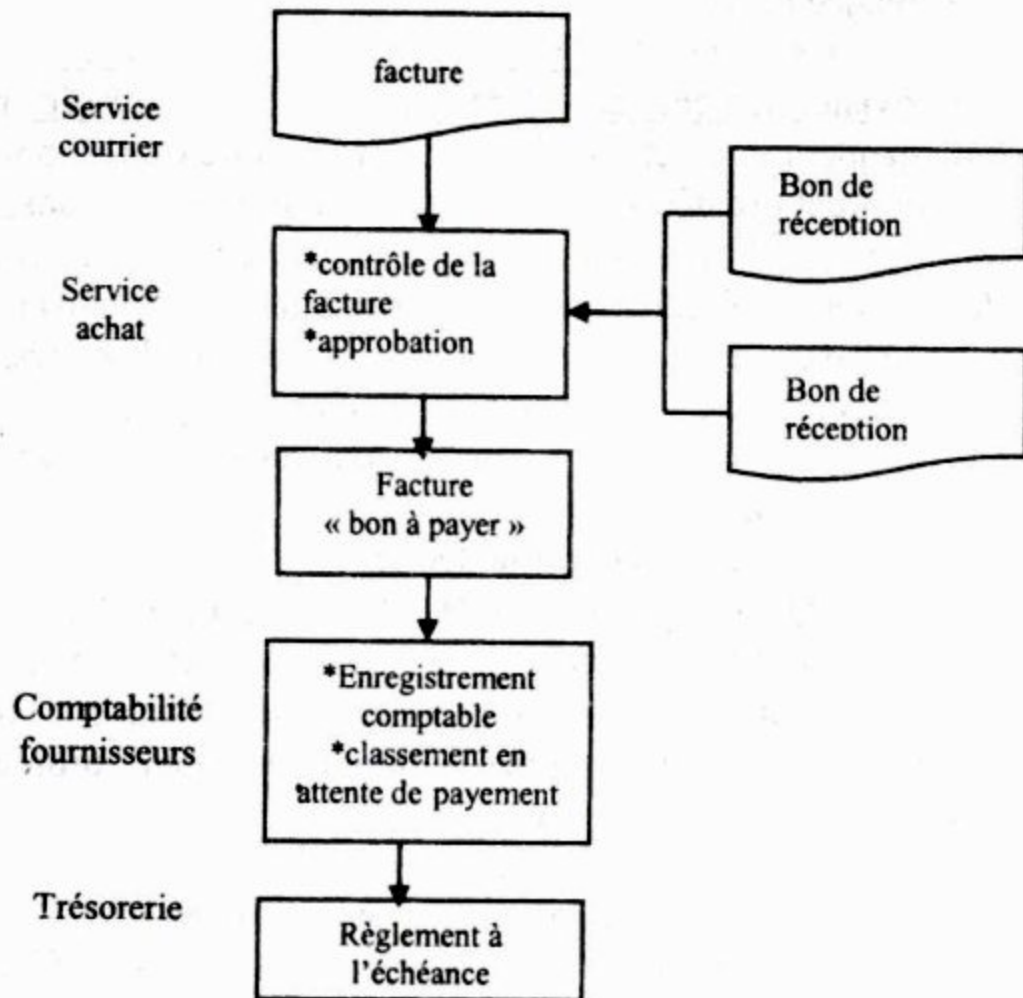 facture
Service
courrier
Bon de
réception
*contrôle de la
facture
*approbation
Service
achat
Bon de
réception
Facture
« bon à payer »
*Enregistrement
comptable
*classement en
attente de payement
Comptabilité
fournisseurs
Trésorerie
Règlement à
l'échéance